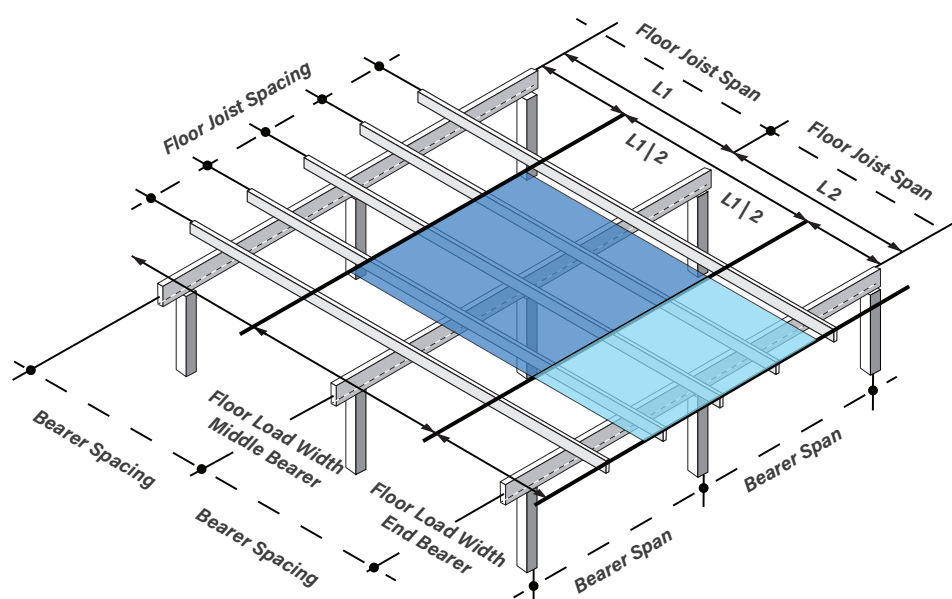 Floor Joist Span
Floor Joist Spacing
L1
Floor Joist Span
L1|2
L2
L1|2
Floor Load Width
Middle Bearer
Bearer Spacing
Bearer Span
Floor Load Width
End Bearer
Bearer Spacing
Bearer Span